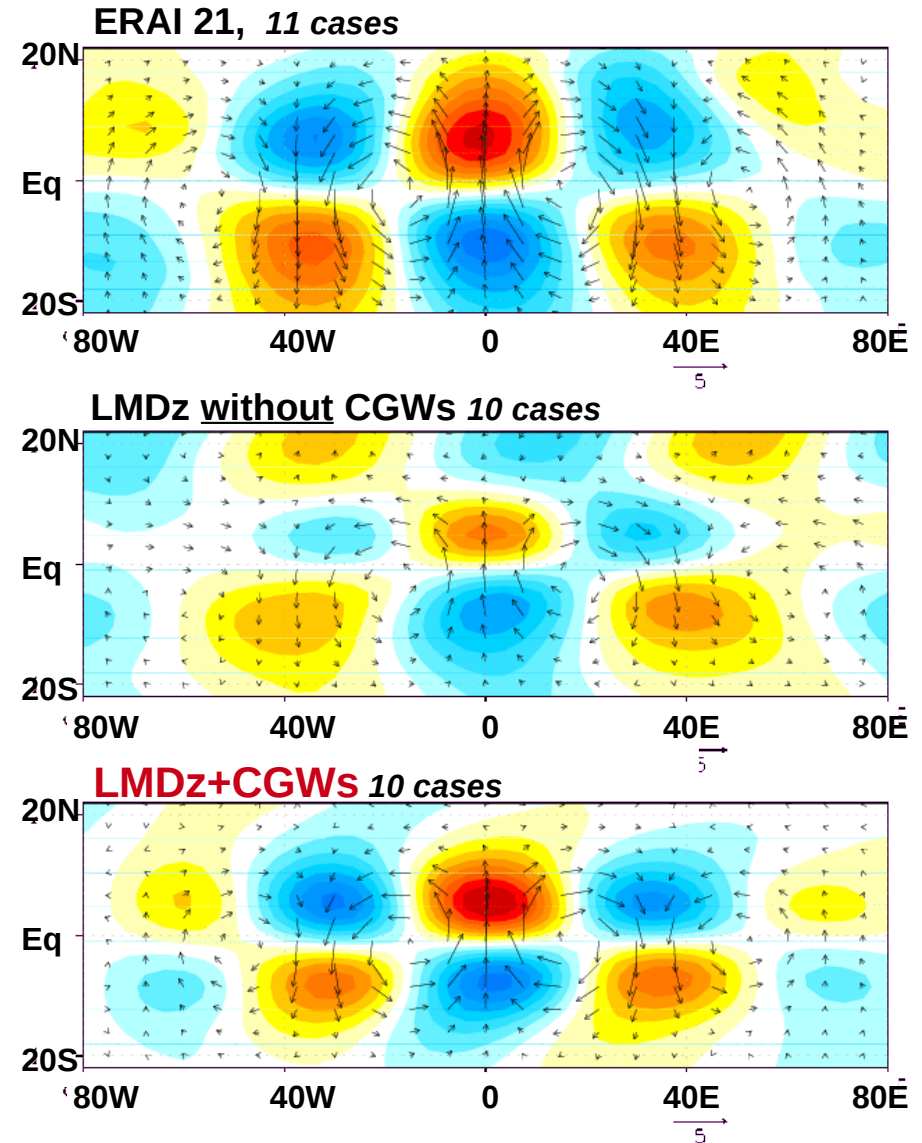 ERAI 21, 11 cases
20N
Eq
20S
80W 40W 0 40E 80E
5
LMDz without CGWs 10 cases
20N
Eq
20S
80W 40W 0 40E 80E
5
LMDz+CGWs 10 cases
20N
Eq
20S
80W 40W 0 40E 80E
5